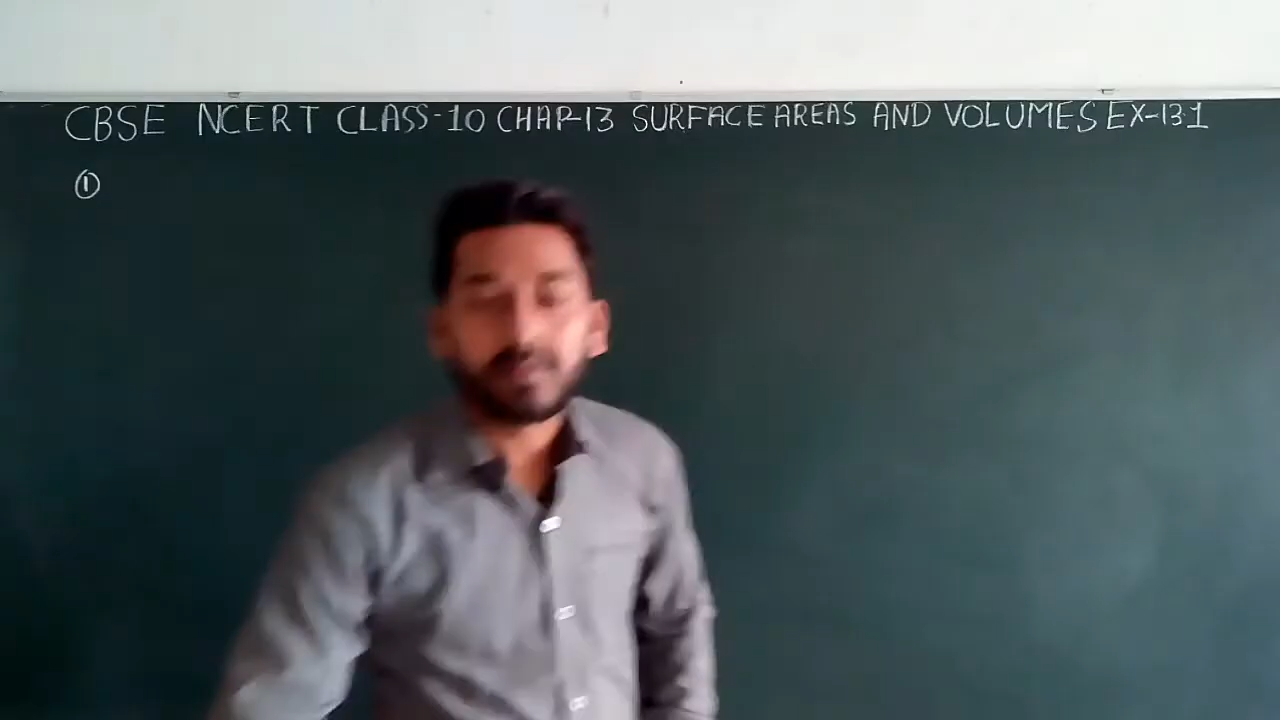 CBSE NCERT CLASS-10 CHAP-13 SURFACE AREAS AND VOLUMES EX-13.1
①